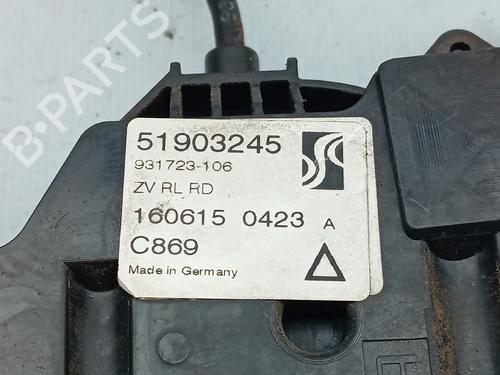 51903245
931723-106
ZV RL RD
160615 0423 A
C869
Made in Germany
B-PARTS